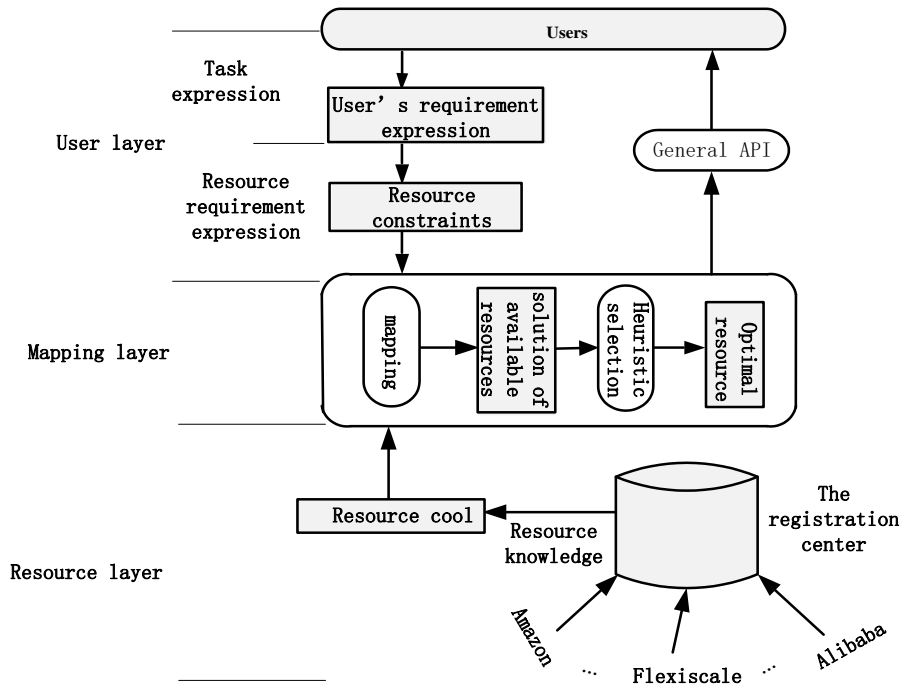 Users
Task
expression
User’s requirement
expression
User layer
General API
Resource
requirement
expression
Resource
constraints
Mapping layer
mapping
solution of
available
resources
Heuristic
selection
Optimal
resource
Resource cool
Resource
knowledge
The
registration
center
Resource layer
Amazon
...
Flexiscale
...
Alibaba